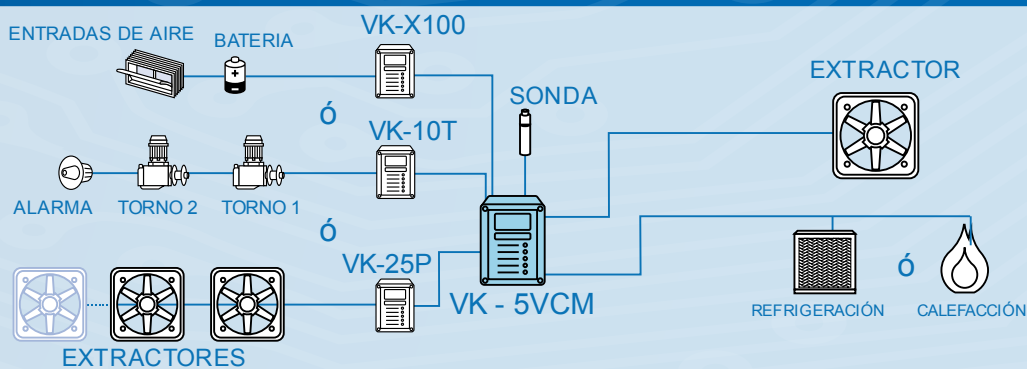 ENTRADAS DE AIRE
BATERIA
VK-X100
ó
SONDA
EXTRACTOR
VK-10T
ALARMA
TORNO 2
TORNO 1
ó
VK-25P
VK - 5VCM
ó
REFRIGERACIÓN
CALEFACCIÓN
EXTRACTORES